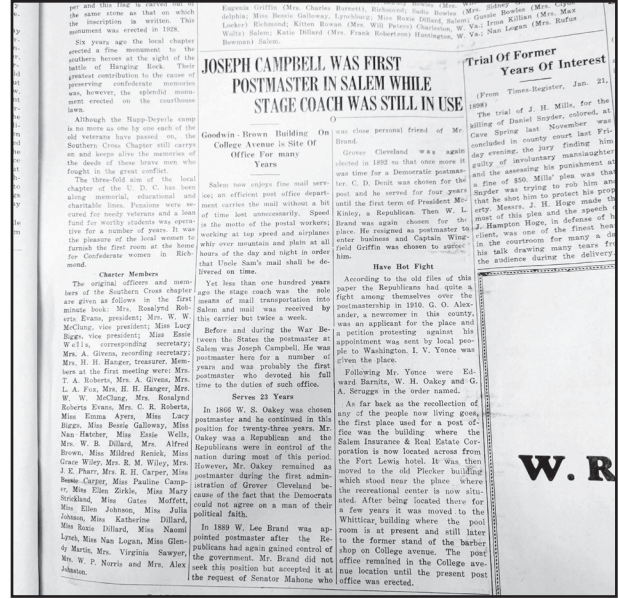 per and this flag is carved out of
the same stone as that on which
the inscription is written. This
monument was erected in 1928.
Six years ago the local chapter
erected a fine monument to the
southern heroes at the sight of the
battle of Hanging Rock. Their
greatest contribution to the cause of
preserving confederate memories
was, however, the splendid monu-
ment erected on the courthouse
lawn.
Although the Hupp-Deyerle camp
is no more as one by one each of the
old veterans have passed on, the
Southern Cross Chapter still carrys
on and keeps alive the memories of
the deeds of these brave men who
fought in the great conflict.
The three-fold aim of the local
chapter of the U. D. C. has been
along memorial, educational and
charitable lines. Pensions were se-
cured for needy veterans and a loan
fund for worthy students was opera-
tive for a number of years. It was
the pleasure of the local women to
furnish the first room at the home
for Confederate women in Rich-
mond.
Charter Members
The original officers and mem-
bers of the Southern Cross chapter
are given as follows in the first
minute book: Mrs. Rosalynd Rob-
erts Evans, president; Mrs. W. W.
McClung, vice president; Miss Lucy
Biggs, vice president; Miss Essie
Wells, corresponding secretary;
Mrs. A. Givens, recording secretary;
Mrs. H. H. Hanger, treasurer. Mem-
bers at the first meeting were: Mrs.
T. A. Roberts, Mrs. A. Givens, Mrs.
L. A. Fox, Mrs. H. H. Hanger, Mrs.
W. W. McClung, Mrs. Rosalynd
Roberts Evans, Mrs. C. R. Roberts,
Miss Emma Ayers, Miss Lucy
Biggs, Miss Bessie Galloway, Miss
Nan Hatcher, Miss Essie Wells,
Mrs. W. B. Dillard, Mrs. Alfred
Brown, Miss Mildred Renick, Miss
Grace Wiley, Mrs. R. M. Wiley, Mrs.
J. E. Pharr, Mrs. R. H. Carper, Miss
Bessie Carper, Miss Pauline Camp-
er, Miss Ellen Zirkle, Miss Mary
Strickland, Miss Gates Moffett,
Miss Ellen Johnson, Miss Julia
Johnson, Miss Katherine Dillard,
Miss Roxie Dillard, Miss Naomi
Lynch, Miss Nan Logan, Miss Glen-
dy Martin, Mrs. Virginia Sawyer,
Mrs. W. P. Norris and Mrs. Alex
Johnston.
Eugenia Griffin (Mrs. Charles Burnett), Richmond; Sadie Bowles (Mrs. Sidney
delphia; Miss Bessie Galloway, Lynchburg; Miss Roxie Dillard, Salem; Gussie Bowles (Mrs.
Locker) Richmond; Kitten Rowan (Mrs. Will Peters) Charleston, W. Va.; Irma Killian (Mrs. Max
Waltz) Salem; Katie Dillard (Mrs. Frank Robertson) Huntington, W. Va.; Nan Logan (Mrs. Rufus
Bowmen) Salem.
JOSEPH CAMPBELL WAS FIRST
POSTMASTER IN SALEM WHILE
STAGE COACH WAS STILL IN USE
Goodwin-Brown Building On
College Avenue is Site Of
Office For many
Years
Salem now enjoys fine mail serv-
ice; an efficient post office depart-
ment carries the mail without a bit
of time lost unnecessarily. Speed
is the motto of the postal workers;
working at top speed and airplanes
whir over mountain and plain at all
hours of the day and night in order
that Uncle Sam's mail shall be de-
livered on time.
Yet less than one hundred years
ago the stage coach was the sole
means of mail transportation into
Salem and mail was received by
this carrier but twice a week.
Before and during the War Be-
tween the States the postmaster at
Salem was Joseph Campbell. He was
postmaster here for a number of
years and was probably the first
postmaster who devoted his full
time to the duties of such office.
Serves 23 Years
In 1866 W. S. Oakey was chosen
postmaster and he continued in this
position for twenty-three years. Mr.
Oakey was a Republican and the
Republicans were in control of the
nation during most of this period.
However, Mr. Oakey remained as
postmaster during the first admin-
istration of Grover Cleveland be-
cause of the fact that the Democrats
could not agree on a man of their
political faith.
In 1889 W. Lee Brand was ap-
pointed postmaster after the Re-
publicans had again gained control of
the government. Mr. Brand did not
seek this position but accepted it at
the request of Senator Mahone who
was close personal friend of Mr.
Brand.
Grover Cleveland was again
elected in 1892 so that once more it
was time for a Democratic postmas-
ter. C. D. Denit was chosen for the
post and he served for four years
until the first term of President Mc-
Kinley, a Republican. Then W. L.
Brand was again chosen for the
place. He resigned as postmaster to
enter business and Captain Wing-
field Griffin was chosen to succeed
him.
Have Hot Fight
According to the old files of this
paper the Republicans had quite a
fight among themselves over the
postmastership in 1910. G. O. Alex-
ander, a newcomer in this county,
was an applicant for the place and
a petition protesting against his
appointment was sent by local peo-
ple to Washington. I. V. Yonce was
given the place.
Following Mr. Yonce were Ed-
ward Barnitz, W. H. Oakey and G.
A. Scruggs in the order named.
As far back as the recollection of
any of the people now living goes,
the first place used for a post of-
fice was the building where the
Salem Insurance & Real Estate Cor-
poration is now located across from
the Fort Lewis hotel. It was then
moved to the old Plecker building
which stood near the place where
the recreational center is now situ-
ated. After being located there for
a few years it was moved to the
Whitticar building where the pool
room is at present and still later
to the former stand of the barber
shop on College avenue. The post
office remained in the College ave-
nue location until the present post
office was erected.
Trial Of Former
Years Of Interest
(From Times-Register, Jan. 21,
1898)
The trial of J. H. Mills, for the
killing of Daniel Snyder, colored, at
Cave Spring last November was
concluded in county court last Fri-
day evening, the jury finding him
guilty of involuntary manslaughter
and the assessing his punishment at
a fine of $50. Mills' plea was that
Snyder was trying to rob him and
that he shot him to protect his prop-
erty. Messrs. J. H. Hoge made the
most of this plea and the speech
J. Hampton Hoge, in defense of h
client, was one of the finest hear
in the courtroom for many a da
his talk drawing many years fr
the audience during the delivery.
W. R